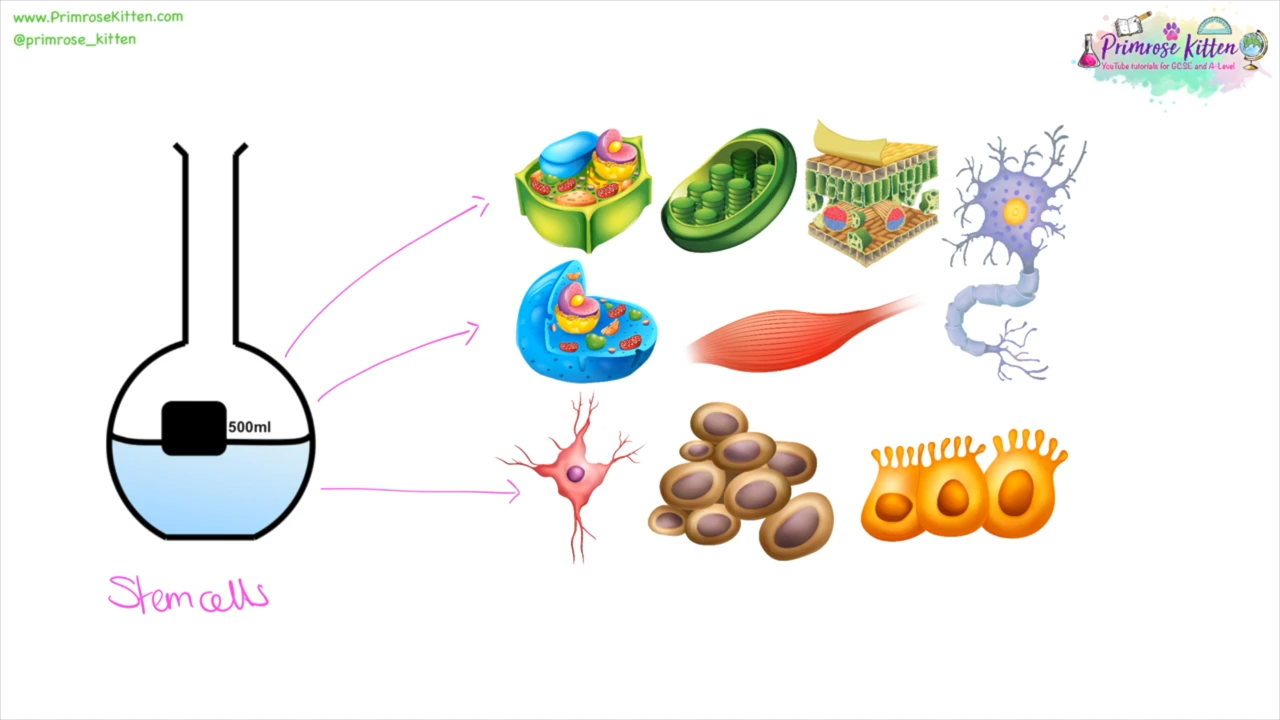 www.PrimroseKitten.com
@primrose_kitten
Primrose Kitten
YouTube tutorials for GCSE and A-Level
500ml
Stem cells